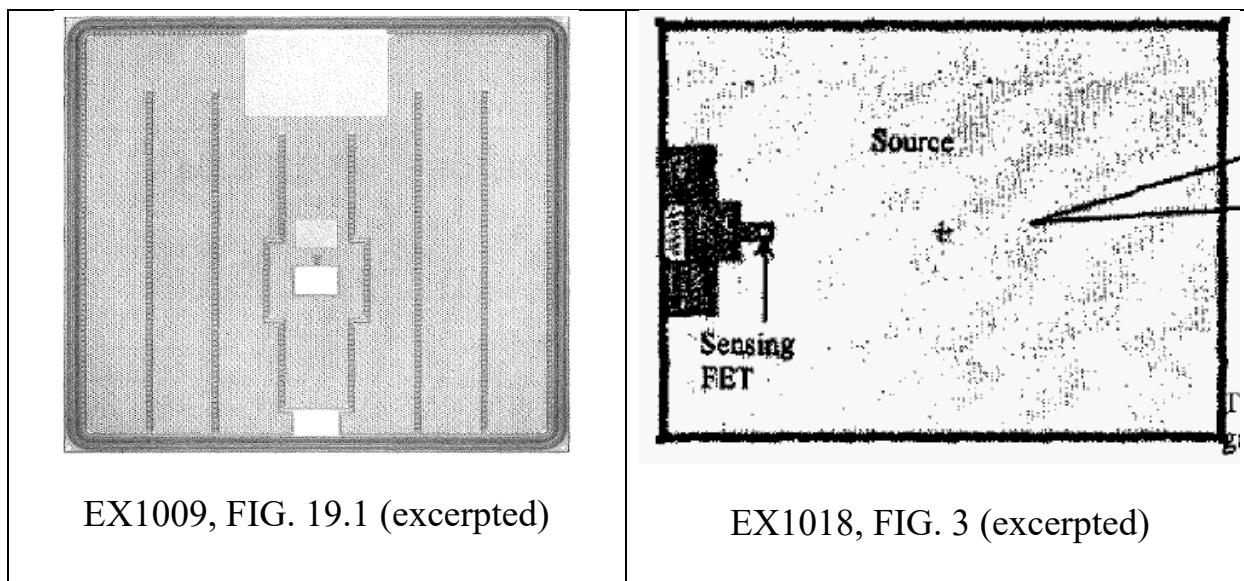 Source
Sensing
FET
EX1009, FIG. 19.1 (excerpted)
EX1018, FIG. 3 (excerpted)